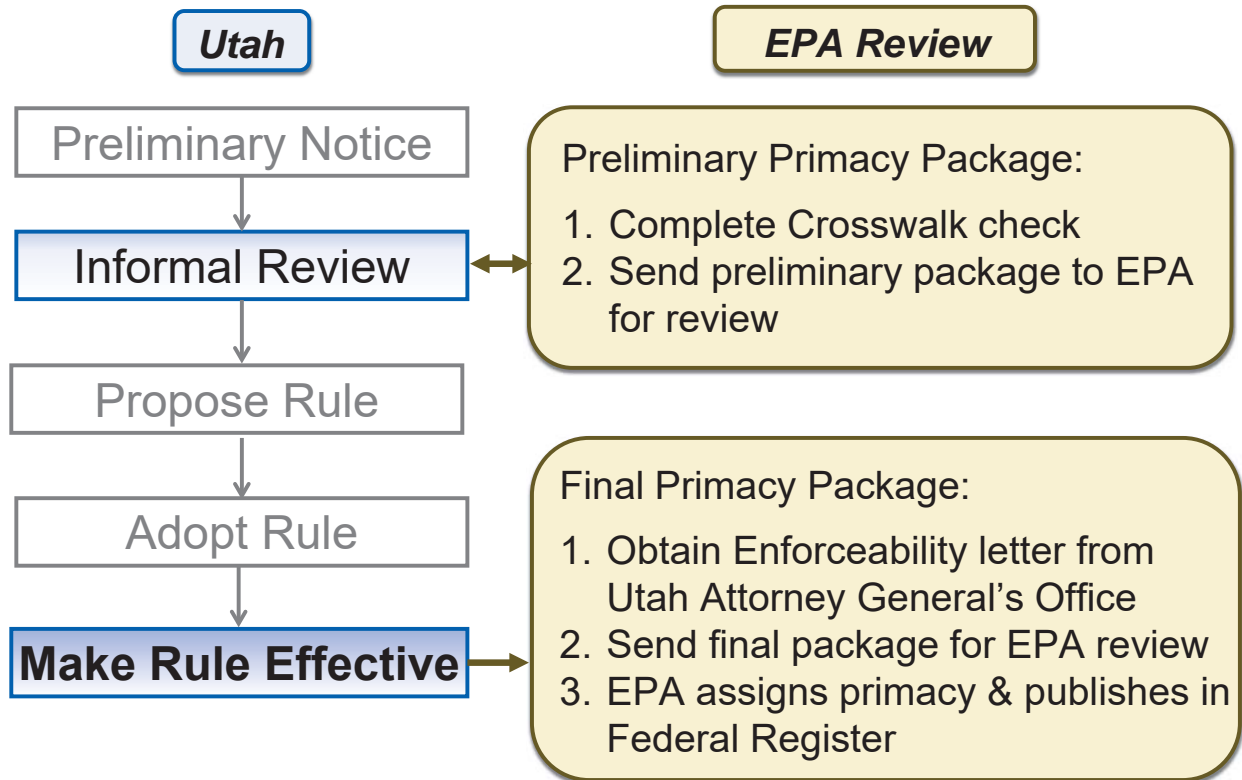 Utah
EPA Review
Preliminary Notice
Informal Review
Propose Rule
Adopt Rule
Make Rule Effective
Preliminary Primacy Package:
1. Complete Crosswalk check
2. Send preliminary package to EPA
for review
Final Primacy Package:
1. Obtain Enforceability letter from
Utah Attorney General’s Office
2. Send final package for EPA review
3. EPA assigns primacy & publishes in
Federal Register